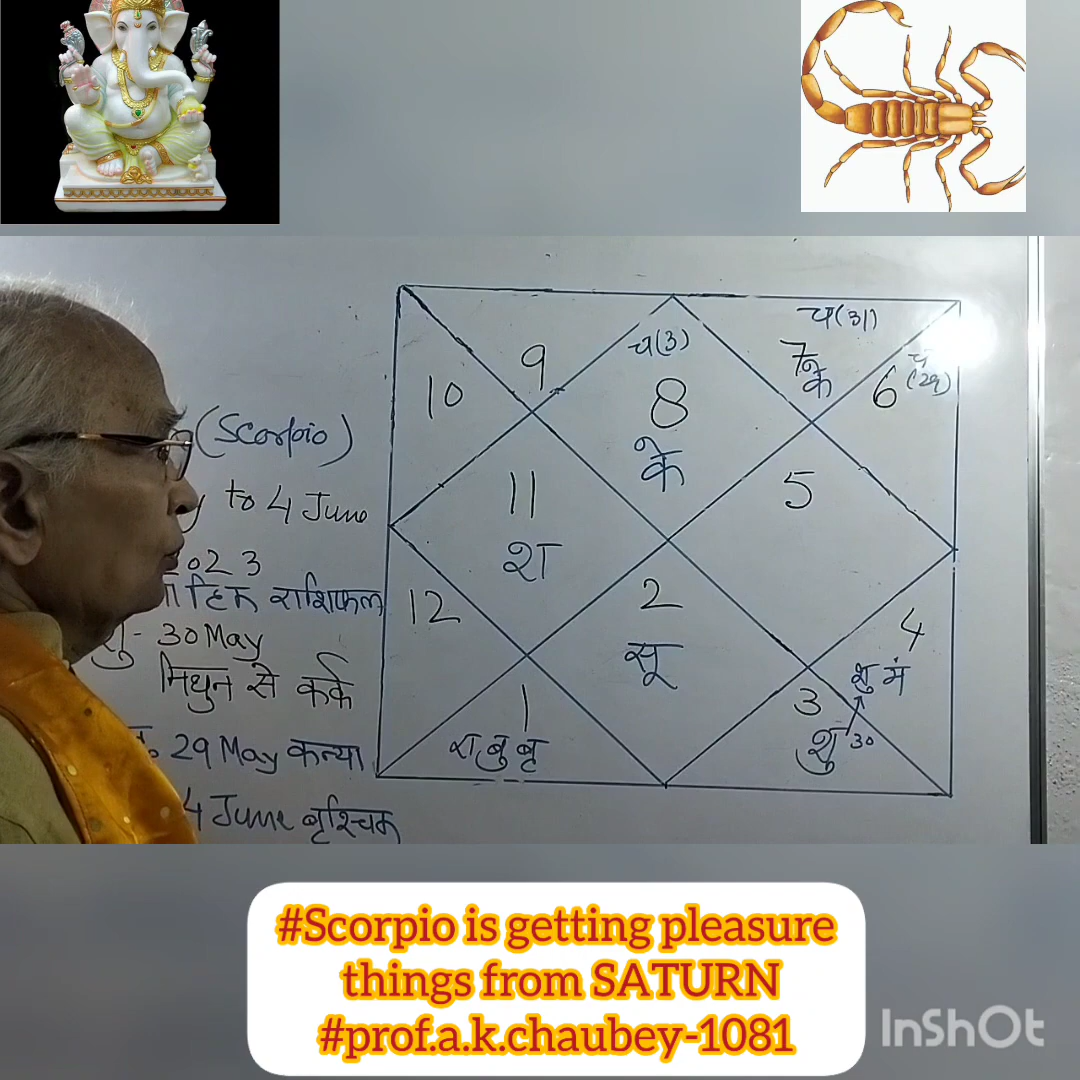 (Scorpio)
to 4 June
2023
राशिफल
शु - 30 May
मिथुन से कर्क
29 May कन्या
4 June बृश्चिक
च(31)
च(3)
9
7
के
च
(29)
10
8
6
के
11
5
श
12
2
4
सू
शु मं
1
3
रा बु बृ
शु 30
#Scorpio is getting pleasure
things from SATURN
#prof.a.k.chaubey-1081
InShOt